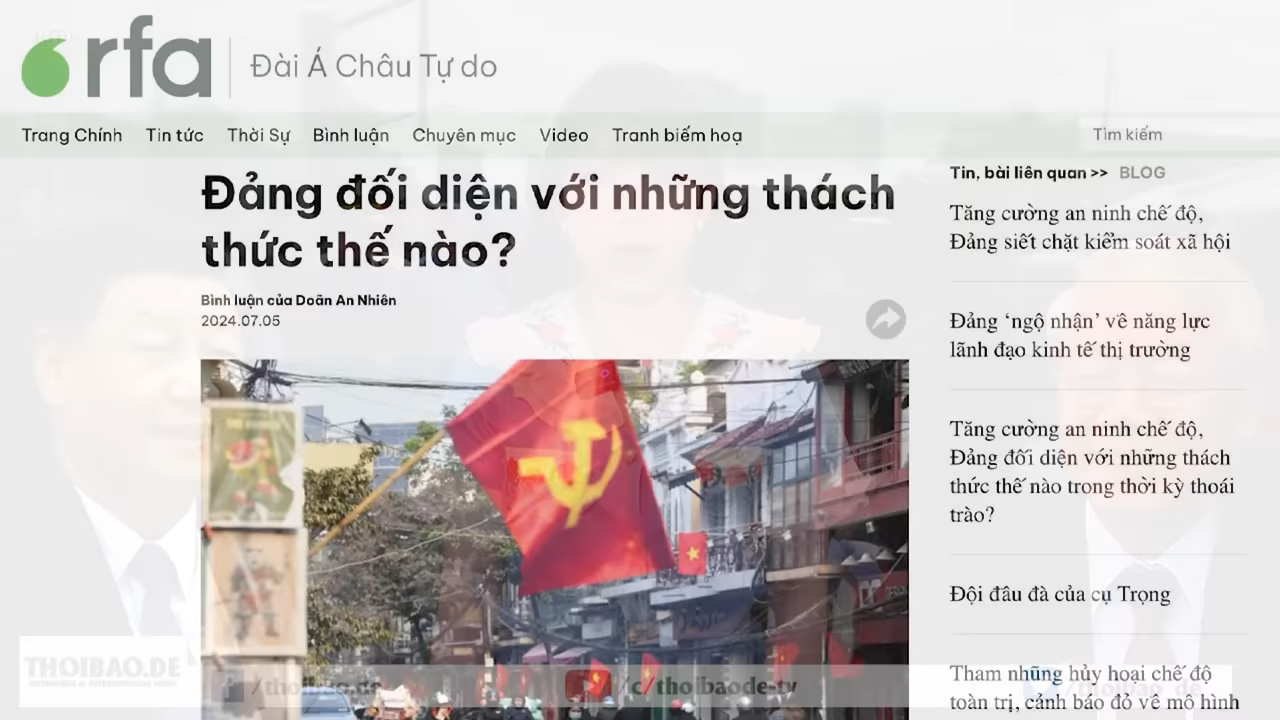 rfa
Đài Á Châu Tự do
Trang Chính Tin tức Thời Sự Bình luận Chuyên mục Video Tranh biếm hoạ
Tìm kiếm
Đảng đối diện với những thách
thức thế nào?
Bình luận của Doãn An Nhiên
2024.07.05
Tin, bài liên quan >> BLOG
Tăng cường an ninh chế độ,
Đảng siết chặt kiểm soát xã hội
Đảng ‘ngộ nhận’ về năng lực
lãnh đạo kinh tế thị trường
Tăng cường an ninh chế độ,
Đảng đối diện với những thách
thức thế nào trong thời kỳ thoái
trào?
Đội đâu đà của cụ Trọng
Tham nhũng hủy hoại chế độ
toàn trị, cảnh báo đỏ về mô hình
THOIBAO.DE
/thoibao.de
/c/thoibaode-tv
/thoibao_de